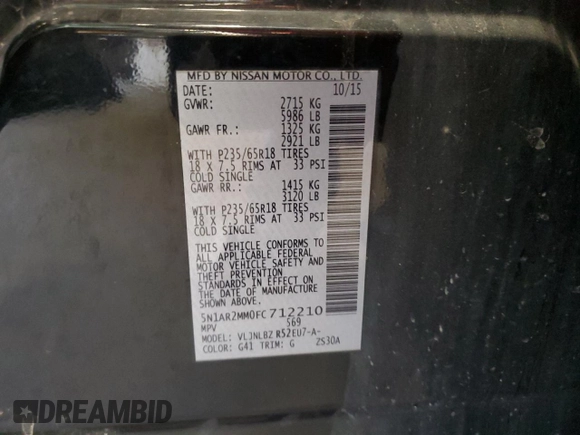 MFD BY NISSAN MOTOR CO., LTD.
DATE: 10/15
GVWR: 2715 KG
5986 LB
GAWR FR.: 1325 KG
2921 LB
WITH P235/65R18 TIRES
18 X 7.5 RIMS AT 33 PSI
COLD SINGLE
GAWR RR.: 1415 KG
3120 LB
WITH P235/65R18 TIRES
18 X 7.5 RIMS AT 33 PSI
COLD SINGLE
THIS VEHICLE CONFORMS TO
ALL APPLICABLE FEDERAL
MOTOR VEHICLE SAFETY AND
THEFT PREVENTION
STANDARDS IN EFFECT ON
THE DATE OF MANUFACTURE
SHOWN ABOVE.
5N1AR2MM0FC712210
MPV 569
MODEL: VLJNLBZ R52EU7-A-
COLOR: G41 TRIM: G 2S30A
DREAMBID